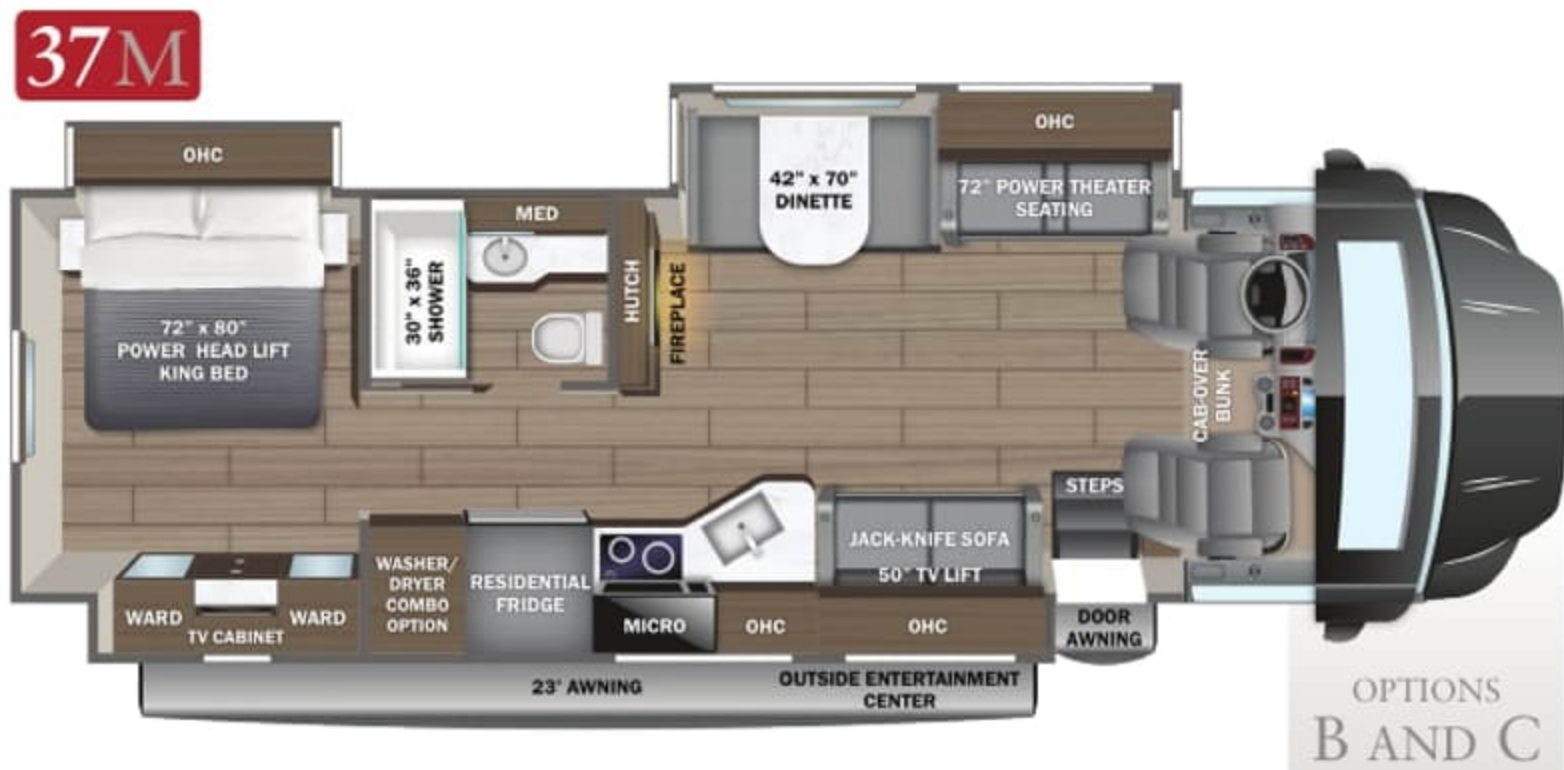 37M
OHC
OHC
42" x 70"
DINETTE
72" POWER THEATER
SEATING
MED
30" x 36"
SHOWER
HUTCH
FIREPLACE
72" x 80"
POWER HEAD LIFT
KING BED
CAB-OVER
BUNK
STEPS
WASHER/
DRYER
COMBO
OPTION
RESIDENTIAL
FRIDGE
JACK-KNIFE SOFA
50" TV LIFT
WARD
WARD
TV CABINET
MICRO
OHC
OHC
DOOR
AWNING
23' AWNING
OUTSIDE ENTERTAINMENT
CENTER
OPTIONS
B AND C